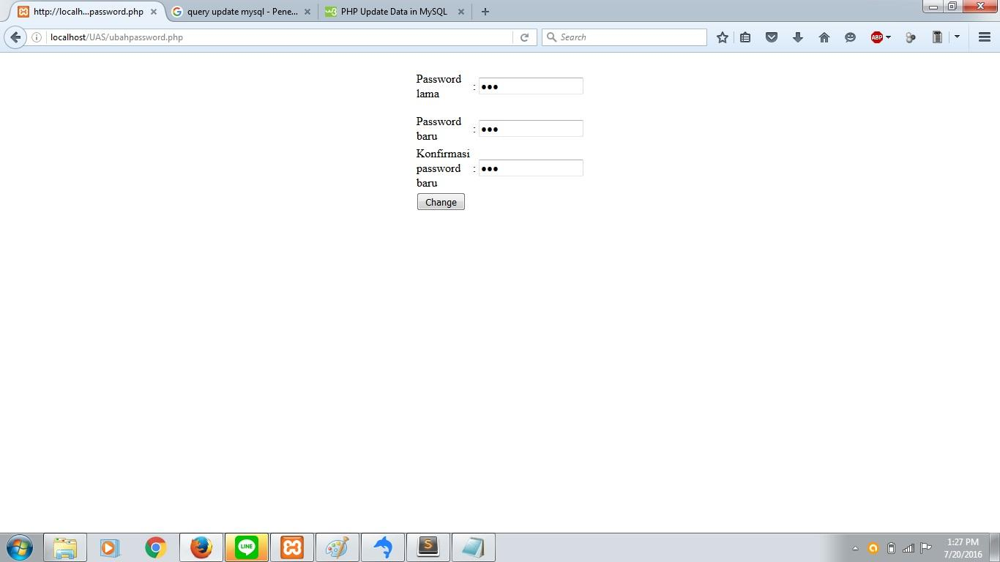 http://localh...password.php
query update mysql - Pene...
PHP Update Data in MySQL
localhost/UAS/ubahpassword.php
Search
ABP
Password lama
:
Password baru
:
Konfirmasi password baru
:
Change
LINE
S
1:27 PM
7/20/2016